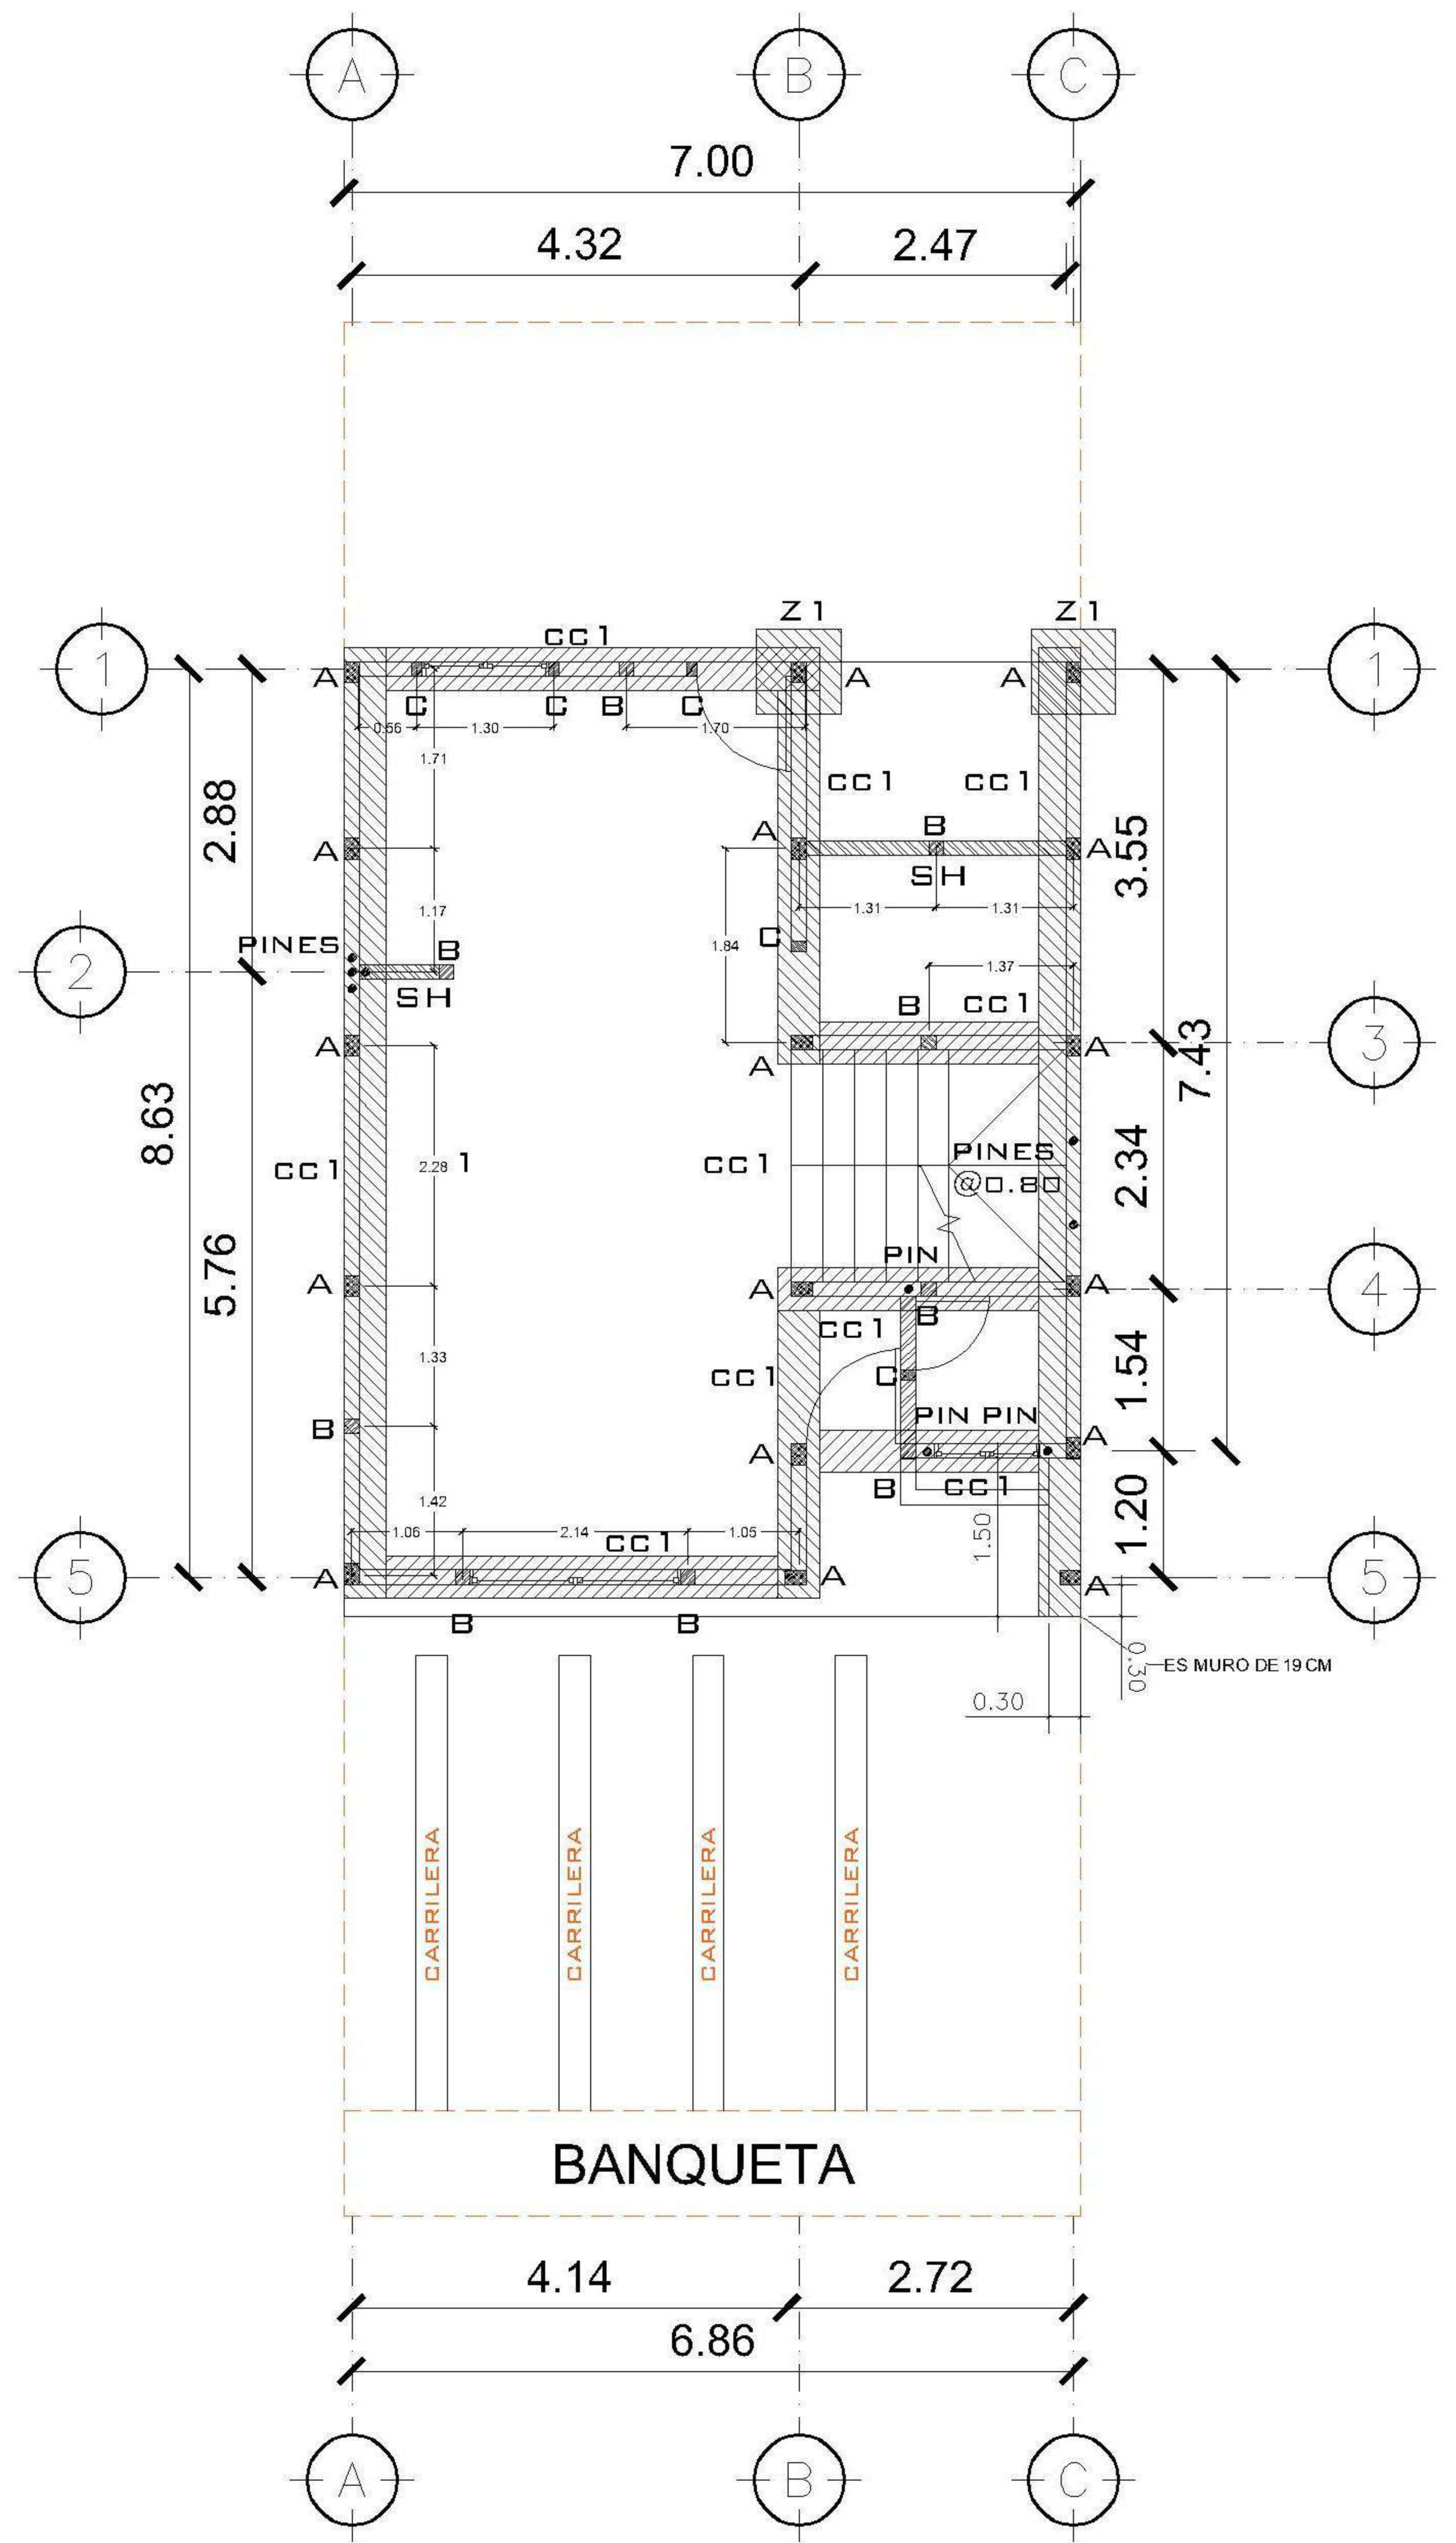 A B C
7.00
4.32 2.47
Z1 Z1
CC1
1 1
A A A
C C B C
0.56 1.30 1.70
1.71
CC1 CC1
2.88
B
A A A
3.55
SH
1.17 1.31 1.31
C 1.84
PINES B
1.37
2
SH
B CC1
A A 3
7.43
A
8.63
CC1 2.28 1 CC1 PINES
@0.80
2.34
PIN
5.76
A A A 4
B
CC1
1.33
CC1 C
1.54
PIN PIN
B A
A
B CC1
1.42
1.20
1.06 2.14 1.05
CC1
1.50
5 A A A 5
B B
0.30
ES MURO DE 19 CM
0.30
CARRILERA CARRILERA CARRILERA CARRILERA
BANQUETA
4.14 2.72
6.86
A B C